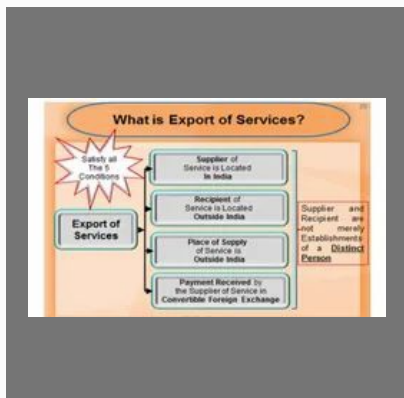 What is Export of Services?
Satisfy all
The 5
Conditions
Export of
Services
Supplier of
Service is Located
In India
Recipient of
Service is Located
Outside India
Place of Supply
of Service is
Outside India
Payment Received by
the Supplier of Service in
Convertible Foreign Exchange
Supplier and
Recipient are
not merely
Establishments
of a Distinct
Person